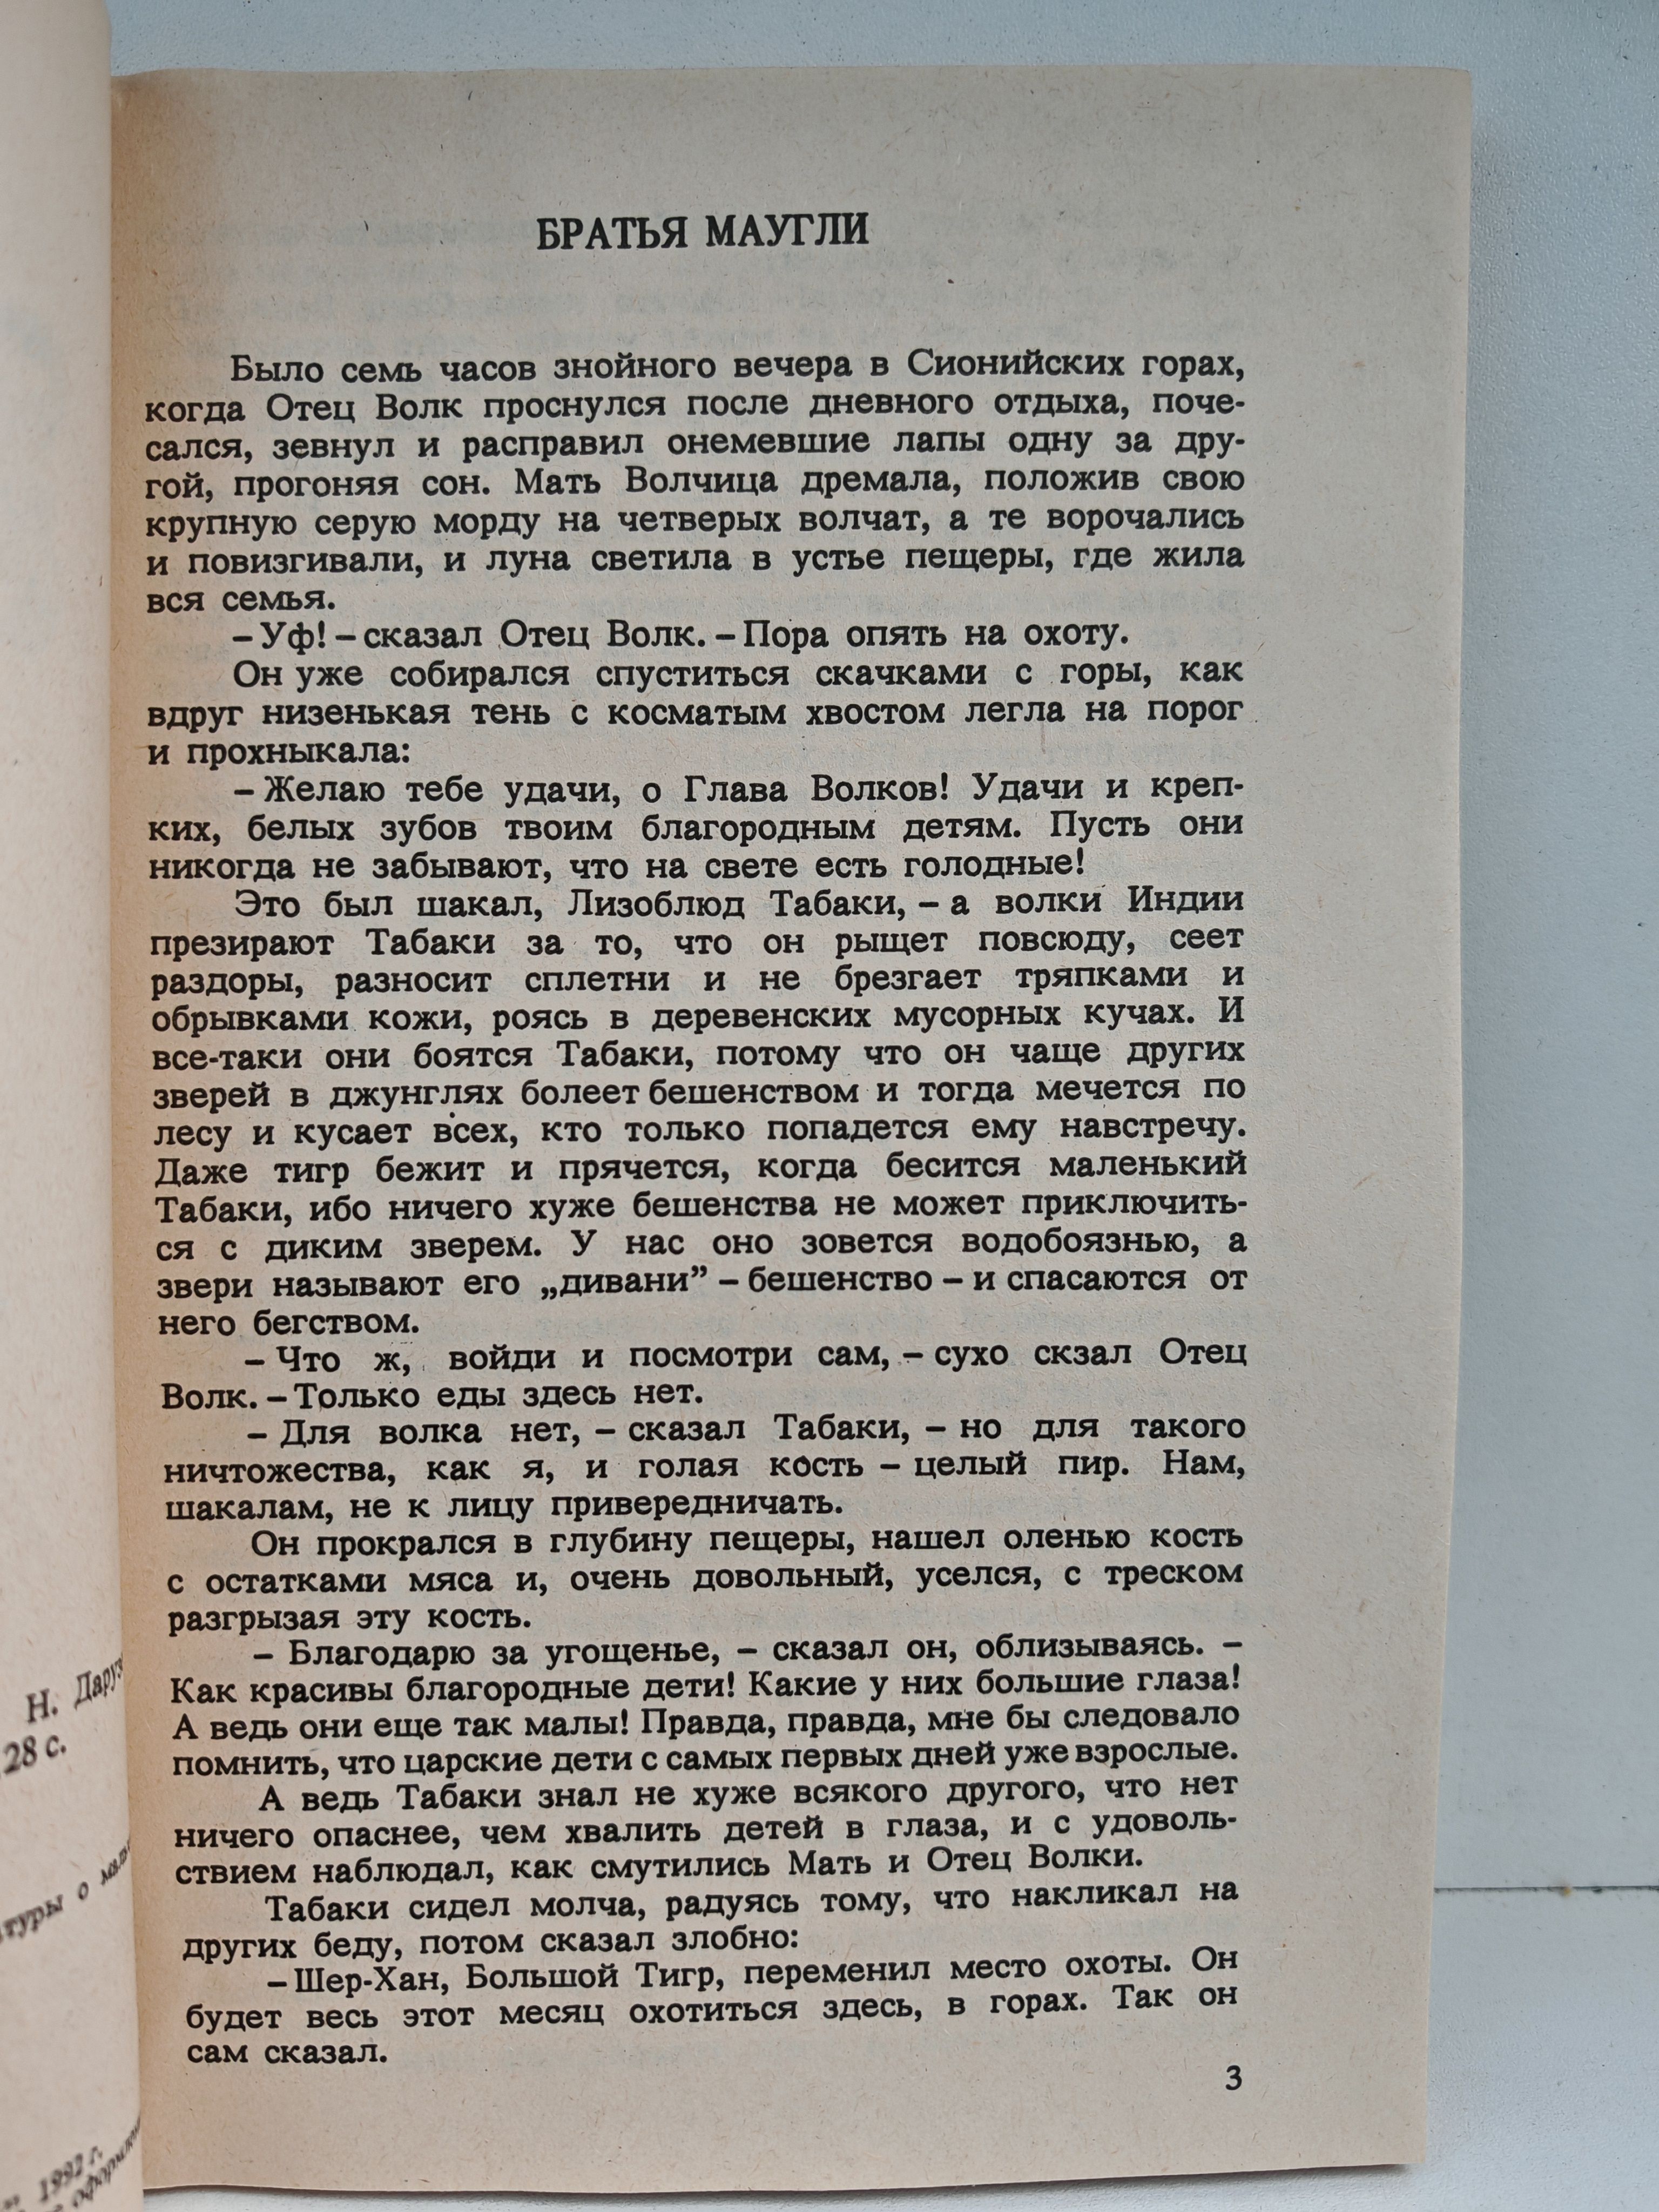 БРАТЬЯ МАУГЛИ
Было семь часов знойного вечера в Сионийских горах,
когда Отец Волк проснулся после дневного отдыха, поче-
сался, зевнул и расправил онемевшие лапы одну за дру-
гой, прогоняя сон. Мать Волчица дремала, положив свою
крупную серую морду на четверых волчат, а те ворочались
и повизгивали, и луна светила в устье пещеры, где жила
вся семья.
– Уф! – сказал Отец Волк. – Пора опять на охоту.
Он уже собирался спуститься скачками с горы, как
вдруг низенькая тень с косматым хвостом легла на порог
и прохныкала:
– Желаю тебе удачи, о Глава Волков! Удачи и креп-
ких, белых зубов твоим благородным детям. Пусть они
никогда не забывают, что на свете есть голодные!
Это был шакал, Лизоблюд Табаки, – а волки Индии
презирают Табаки за то, что он рыщет повсюду, сеет
раздоры, разносит сплетни и не брезгает тряпками и
обрывками кожи, роясь в деревенских мусорных кучах. И
все-таки они боятся Табаки, потому что он чаще других
зверей в джунглях болеет бешенством и тогда мечется по
лесу и кусает всех, кто только попадется ему навстречу.
Даже тигр бежит и прячется, когда бесится маленький
Табаки, ибо ничего хуже бешенства не может приключить-
ся с диким зверем. У нас оно зовется водобоязнью, а
звери называют его „дивани” – бешенство – и спасаются от
него бегством.
– Что ж, войди и посмотри сам, – сухо скзал Отец
Волк. – Только еды здесь нет.
– Для волка нет, – сказал Табаки, – но для такого
ничтожества, как я, и голая кость – целый пир. Нам,
шакалам, не к лицу привередничать.
Он прокрался в глубину пещеры, нашел оленью кость
с остатками мяса и, очень довольный, уселся, с треском
разгрызая эту кость.
– Благодарю за угощенье, – сказал он, облизываясь. –
Как красивы благородные дети! Какие у них большие глаза!
А ведь они еще так малы! Правда, правда, мне бы следовало
помнить, что царские дети с самых первых дней уже взрослые.
А ведь Табаки знал не хуже всякого другого, что нет
ничего опаснее, чем хвалить детей в глаза, и с удоволь-
ствием наблюдал, как смутились Мать и Отец Волки.
Табаки сидел молча, радуясь тому, что накликал на
других беду, потом сказал злобно:
– Шер-Хан, Большой Тигр, переменил место охоты. Он
будет весь этот месяц охотиться здесь, в горах. Так он
сам сказал.
3
Н.
28 с.
о
1992 г.